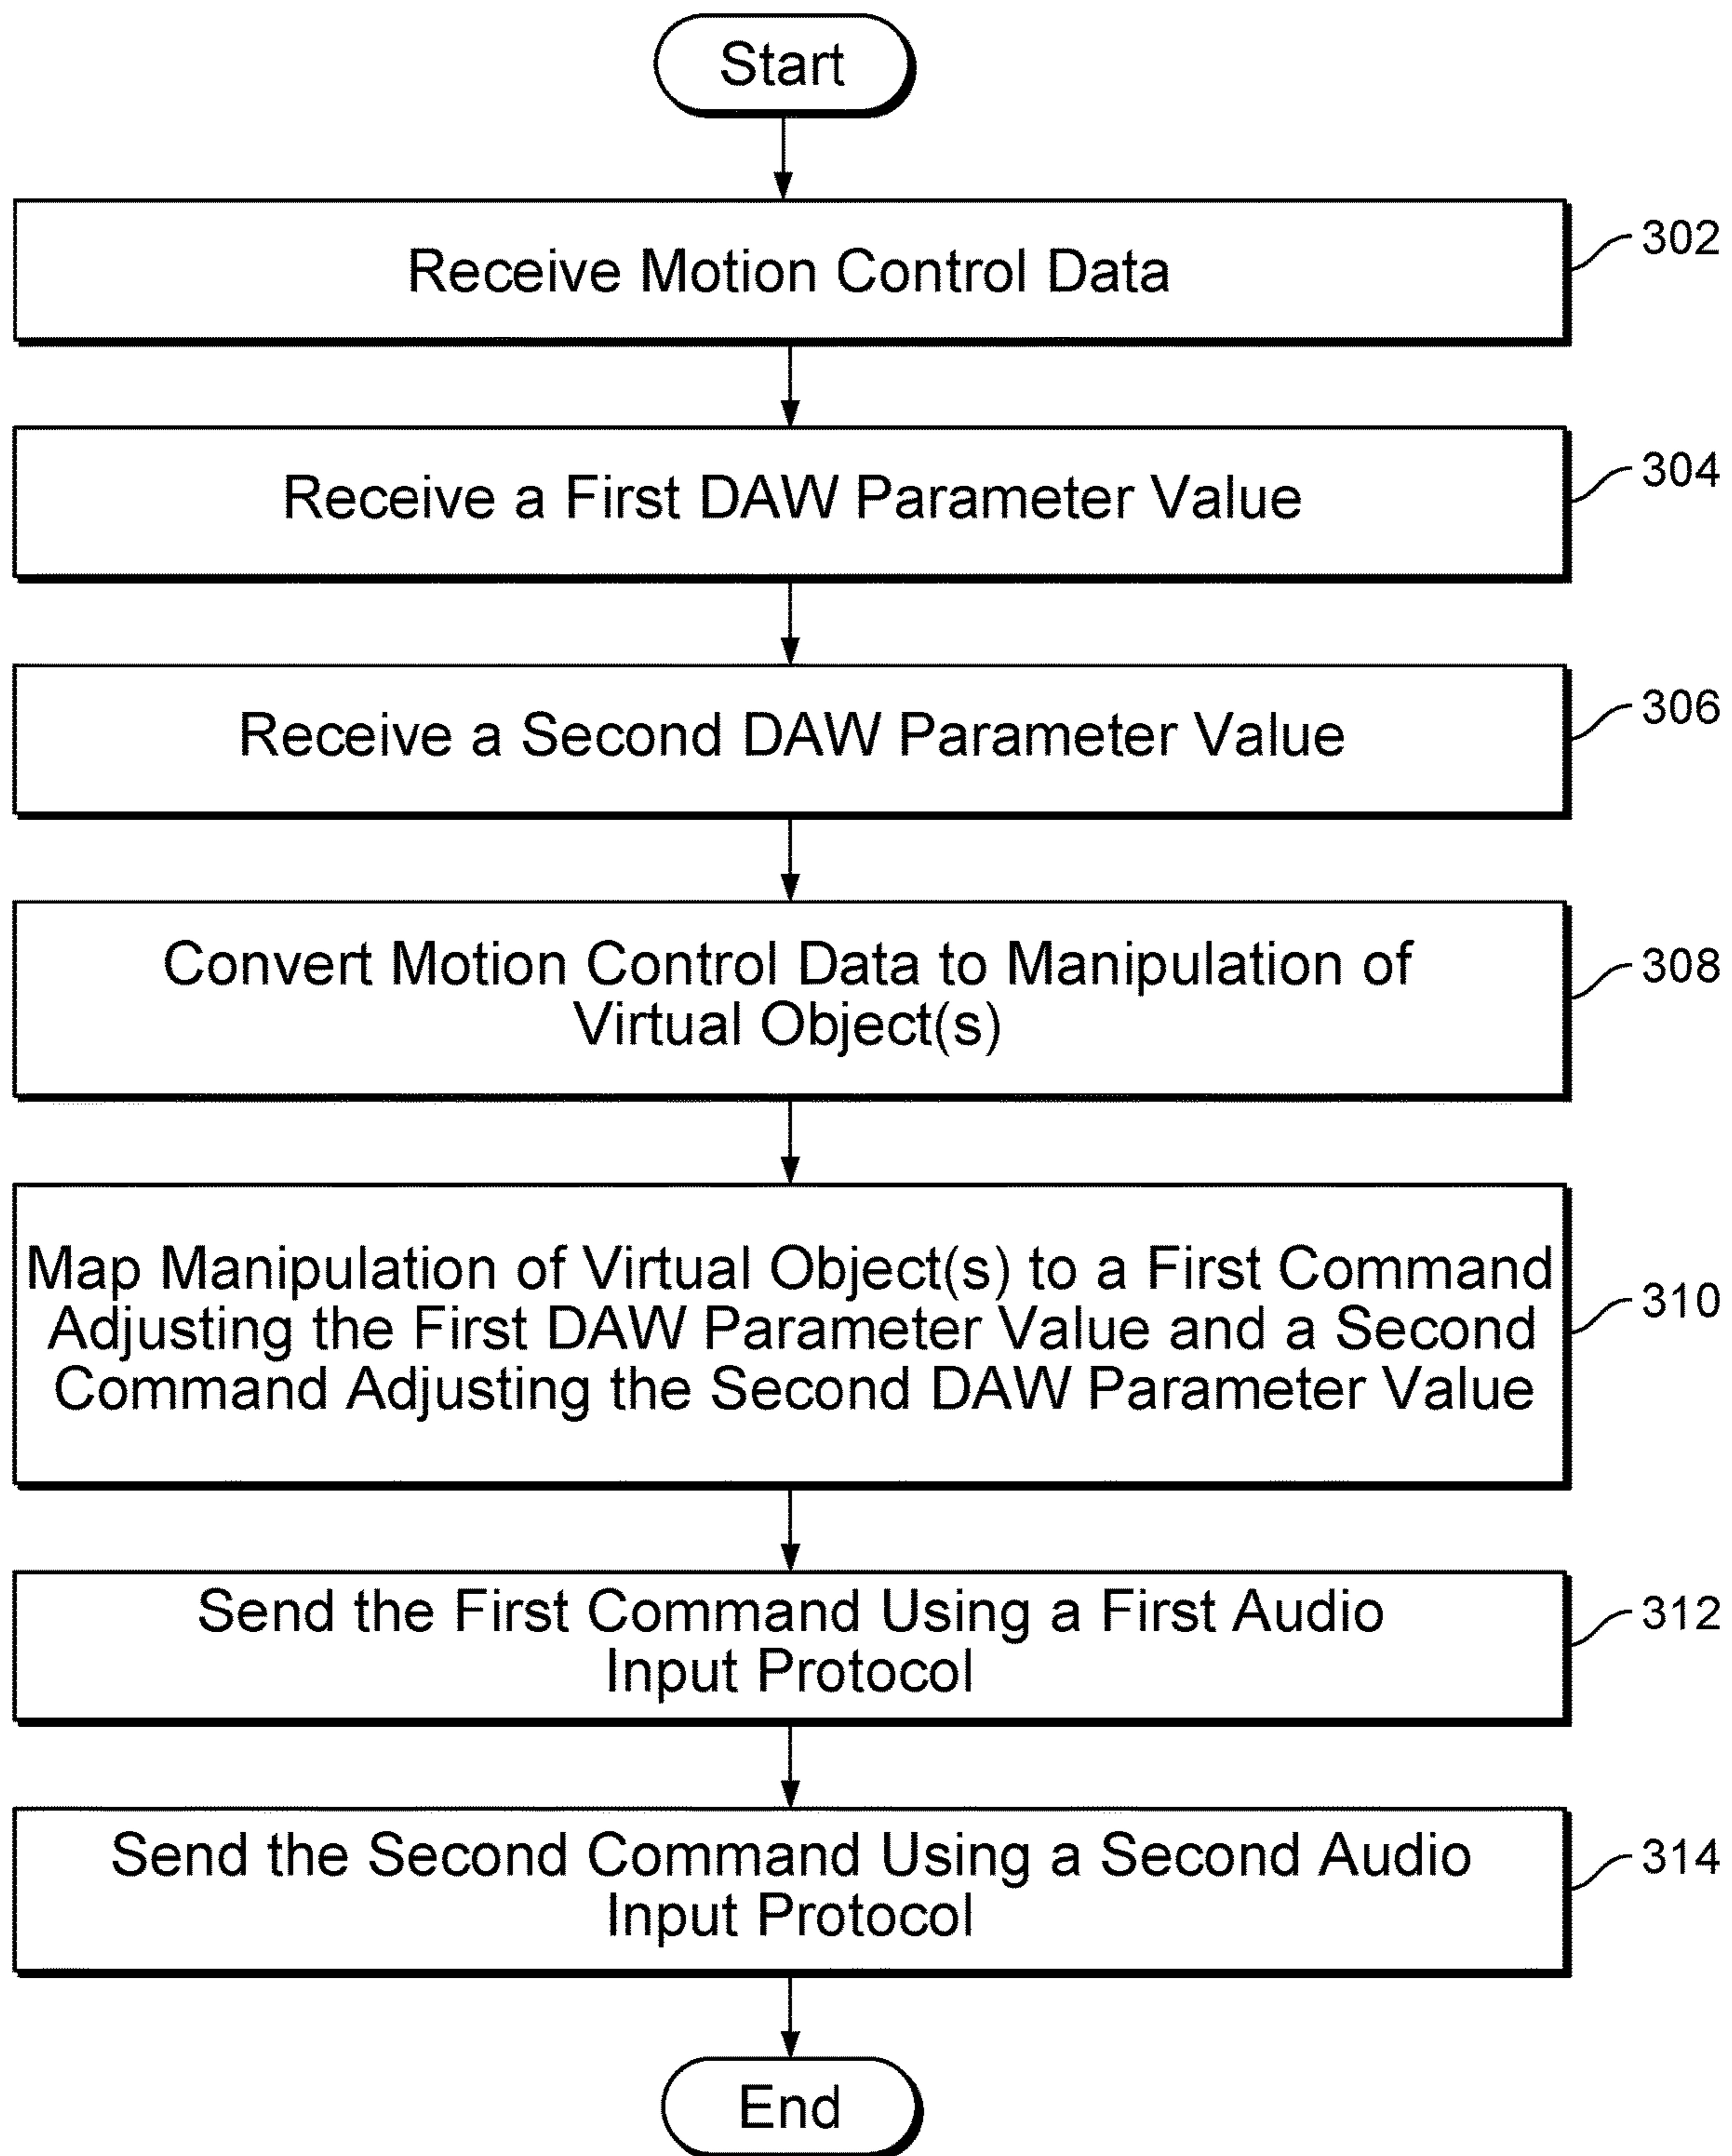 Start
Receive Motion Control Data
302
Receive a First DAW Parameter Value
304
Receive a Second DAW Parameter Value
306
Convert Motion Control Data to Manipulation of
Virtual Object(s)
308
Map Manipulation of Virtual Object(s) to a First Command
Adjusting the First DAW Parameter Value and a Second
Command Adjusting the Second DAW Parameter Value
310
Send the First Command Using a First Audio
Input Protocol
312
Send the Second Command Using a Second Audio
Input Protocol
314
End